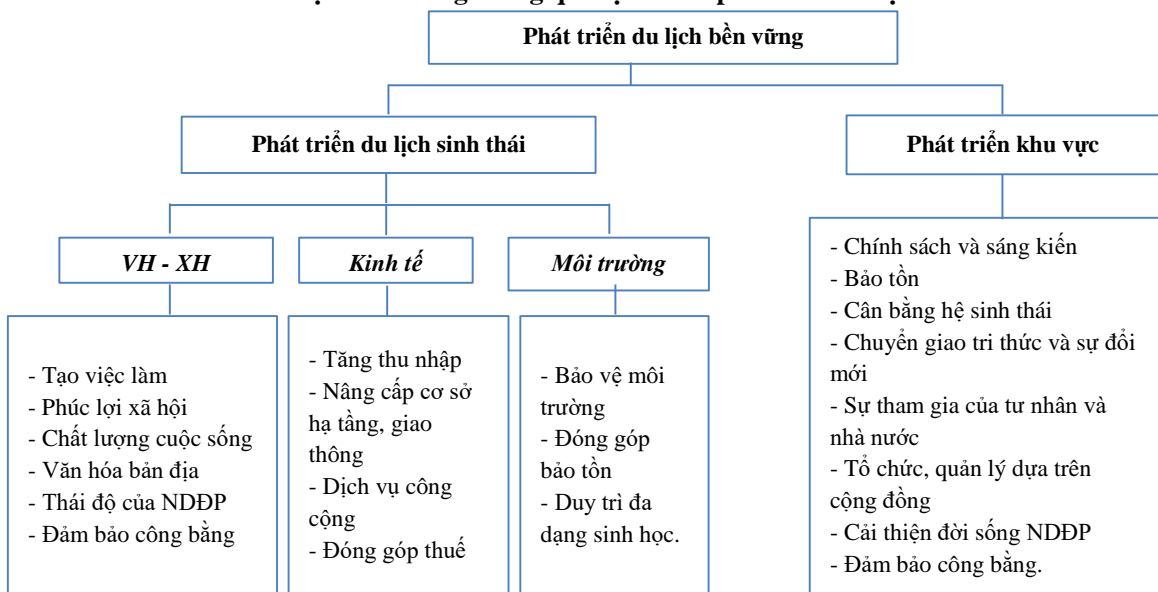 Phát triển du lịch bền vững
Phát triển du lịch sinh thái
Phát triển khu vực
VH - XH
Kinh tế
Môi trường
- Tạo việc làm
- Phúc lợi xã hội
- Chất lượng cuộc sống
- Văn hóa bản địa
- Thái độ của NDĐP
- Đảm bảo công bằng
- Tăng thu nhập
- Nâng cấp cơ sở
hạ tầng, giao
thông
- Dịch vụ công
cộng
- Đóng góp thuế
- Bảo vệ môi
trường
- Đóng góp
bảo tồn
- Duy trì đa
dạng sinh học.
- Chính sách và sáng kiến
- Bảo tồn
- Cân bằng hệ sinh thái
- Chuyển giao tri thức và sự đổi
mới
- Sự tham gia của tư nhân và
nhà nước
- Tổ chức, quản lý dựa trên
cộng đồng
- Cải thiện đời sống NDĐP
- Đảm bảo công bằng.